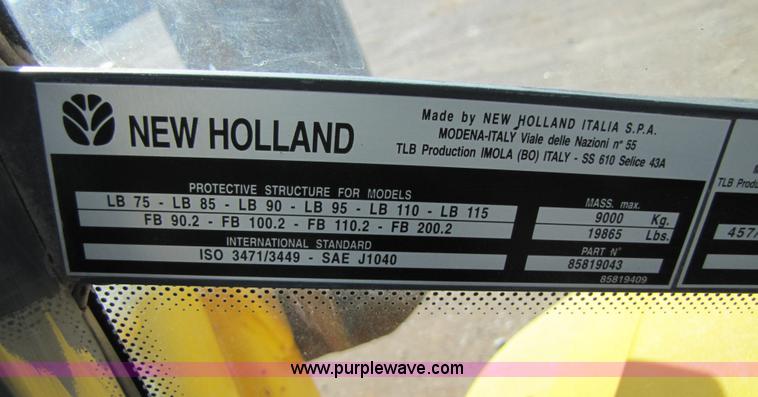 NEW HOLLAND
Made by NEW HOLLAND ITALIA S.P.A.
MODENA-ITALY Viale delle Nazioni n° 55
TLB Production IMOLA (BO) ITALY - SS 610 Selice 43A
PROTECTIVE STRUCTURE FOR MODELS
LB 75 - LB 85 - LB 90 - LB 95 - LB 110 - LB 115
FB 90.2 - FB 100.2 - FB 110.2 - FB 200.2
INTERNATIONAL STANDARD
ISO 3471/3449 - SAE J1040
MASS. max.
9000 Kg.
19865 Lbs.
PART N°
85819043
85819409
TLB
457
www.purplewave.com